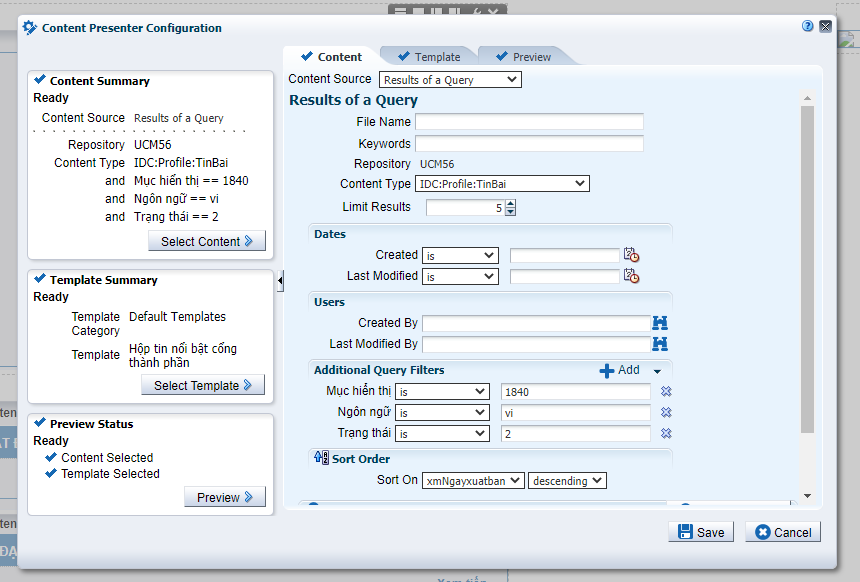 Content Presenter Configuration
Content Summary
Ready
Content Source Results of a Query
Repository UCM56
Content Type IDC:Profile:TinBai
and Mục hiển thị == 1840
and Ngôn ngữ == vi
and Trạng thái == 2
Select Content
Template Summary
Ready
Template Category Default Templates
Template Hộp tin nổi bật cổng
thành phần
Select Template
Preview Status
Ready
Content Selected
Template Selected
Preview
Content Template Preview
Content Source Results of a Query
Results of a Query
File Name
Keywords
Repository UCM56
Content Type IDC:Profile:TinBai
Limit Results 5
Dates
Created is
Last Modified is
Users
Created By
Last Modified By
Additional Query Filters Add
Mục hiển thị is 1840
Ngôn ngữ is vi
Trạng thái is 2
Sort Order
Sort On xmNgayxuatban descending
Save Cancel